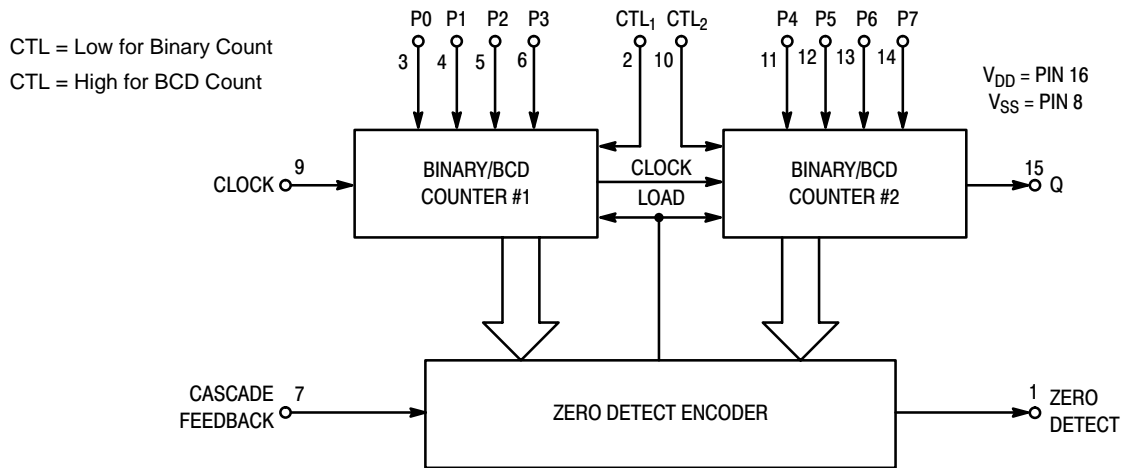 CTL = Low for Binary Count
CTL = High for BCD Count
P0 P1 P2 P3 CTL1 CTL2 P4 P5 P6 P7
3 4 5 6 2 10 11 12 13 14
VDD = PIN 16
VSS = PIN 8
CLOCK 9
BINARY/BCD
COUNTER #1
CLOCK
LOAD
BINARY/BCD
COUNTER #2
15 Q
CASCADE
FEEDBACK
7
ZERO DETECT ENCODER
1
ZERO
DETECT